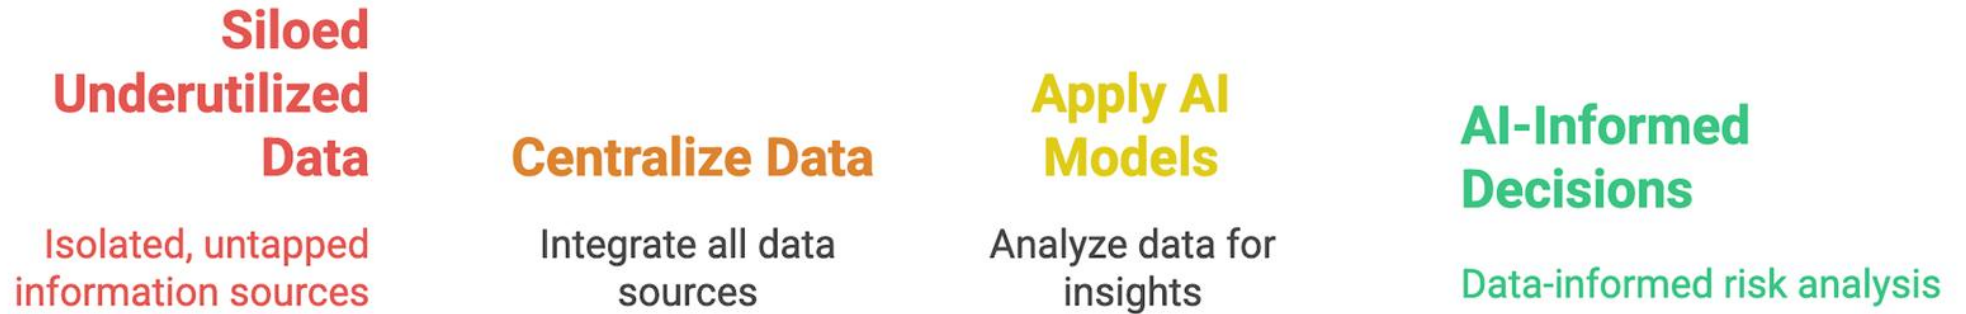 Siloed
Underutilized
Data
Isolated, untapped
information sources
Centralize Data
Integrate all data
sources
Apply AI
Models
Analyze data for
insights
AI-Informed
Decisions
Data-informed risk analysis